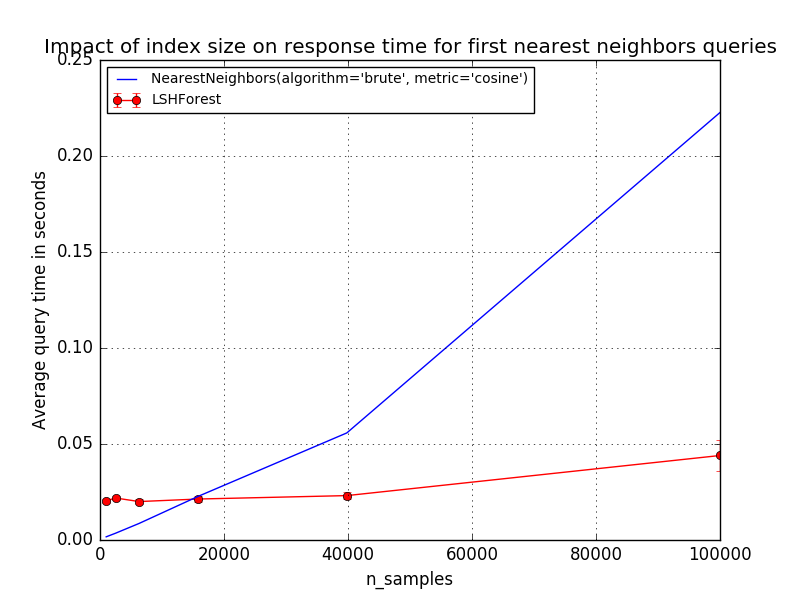 Impact of index size on response time for first nearest neighbors queries
0.25
NearestNeighbors(algorithm='brute', metric='cosine')
LSHForest
0.20
0.15
0.10
0.05
0.00
Average query time in seconds
0 20000 40000 60000 80000 100000
n_samples